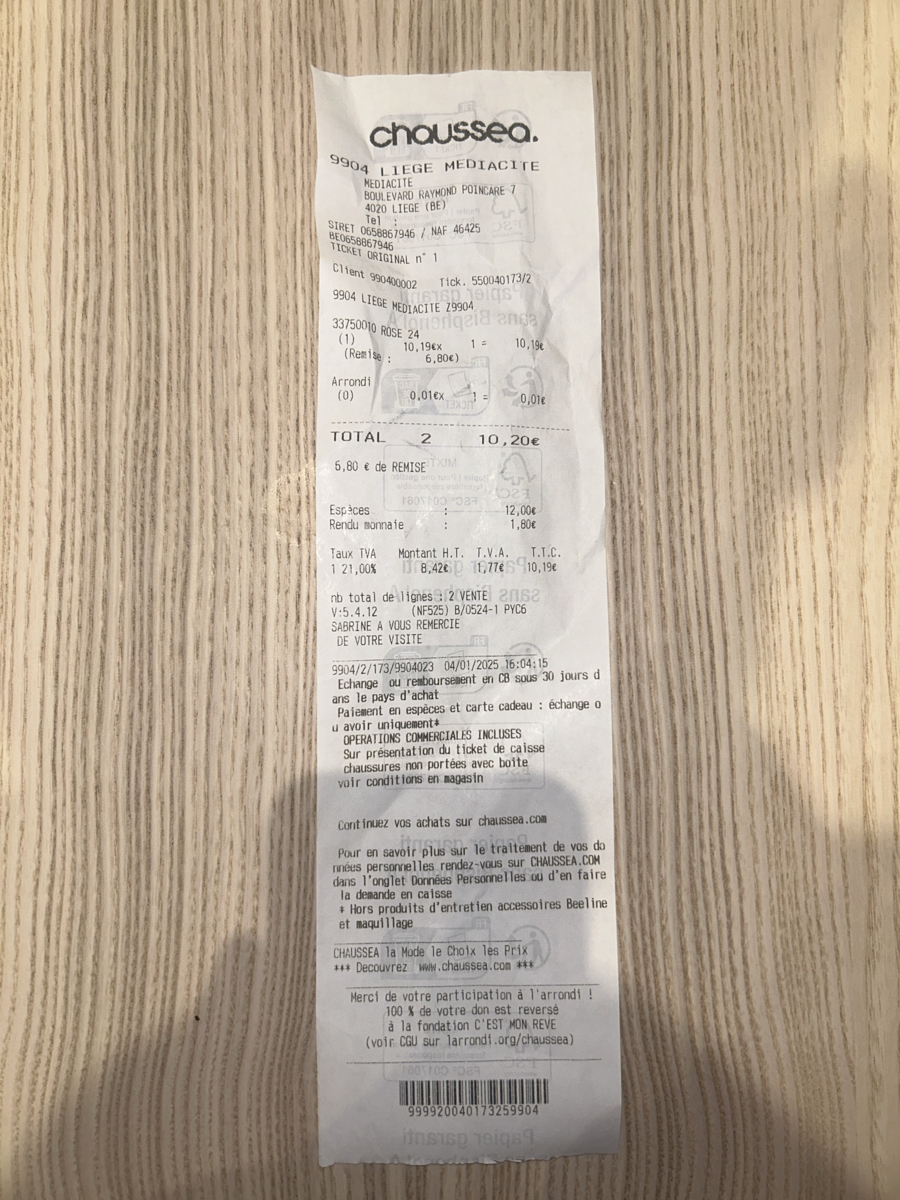 chaussea.
9904 LIEGE MEDIACITE
MEDIACITE
BOULEVARD RAYMOND POINCARE 7
4020 LIEGE (BE)
Tel :
SIRET 0658867946 / NAF 46425
BE0658867946
TICKET ORIGINAL n° 1
Client 990400002 Tick. 550040173/2
9904 LIEGE MEDIACITE Z9904
33750010 ROSE 24
(1) 10,19€x 1 = 10,19€
(Remise : 6,80€)
Arrondi
(0) 0,01€x 1 = 0,01€
TOTAL 2 10,20€
6,80 € de REMISE
Espèces : 12,00€
Rendu monnaie : 1,80€
Taux TVA Montant H.T. T.V.A. T.T.C.
1 21,00% 8,42€ 1,77€ 10,19€
nb total de lignes : 2 VENTE
V:5.4.12 (NF525) B/0524-1 PYC6
SABRINE A VOUS REMERCIE
DE VOTRE VISITE
9904/2/173/9904023 04/01/2025 16:04:15
Echange ou remboursement en CB sous 30 jours d
ans le pays d'achat
Paiement en espèces et carte cadeau : échange o
u avoir uniquement*
OPERATIONS COMMERCIALES INCLUSES
Sur présentation du ticket de caisse
chaussures non portées avec boite
voir conditions en magasin
Continuez vos achats sur chaussea.com
Pour en savoir plus sur le traitement de vos do
nnées personnelles rendez-vous sur CHAUSSEA.COM
dans l'onglet Données Personnelles ou d'en faire
la demande en caisse
* Hors produits d'entretien accessoires Beeline
et maquillage
CHAUSSEA la Mode le Choix les Prix
*** Decouvrez www.chaussea.com ***
Merci de votre participation à l'arrondi !
100 % de votre don est reversé
à la fondation C'EST MON REVE
(voir CGU sur larrondi.org/chaussea)
999920040173259904